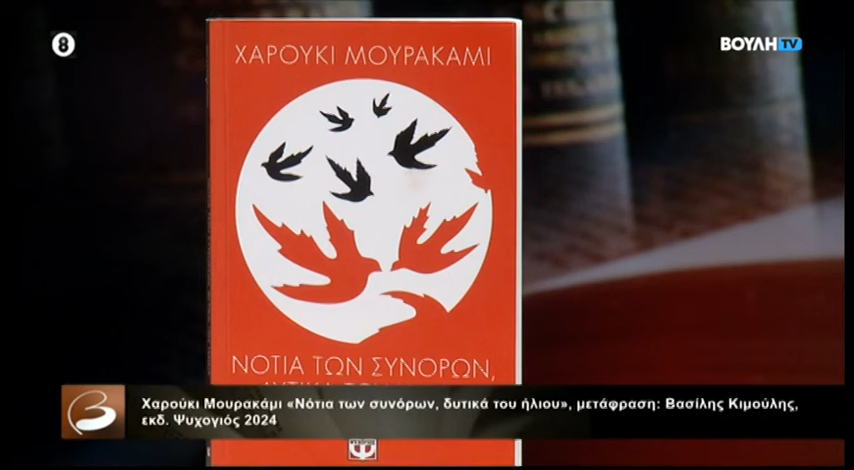 8
ΒΟΥΛΗ TV
ΧΑΡΟΥΚΙ ΜΟΥΡΑΚΑΜΙ
ΝΟΤΙΑ ΤΩΝ ΣΥΝΟΡΩΝ,
Χαρούκι Μουρακάμι «Νότια των συνόρων, δυτικά του ήλιου», μετάφραση: Βασίλης Κιμούλης,
εκδ. Ψυχογιός 2024